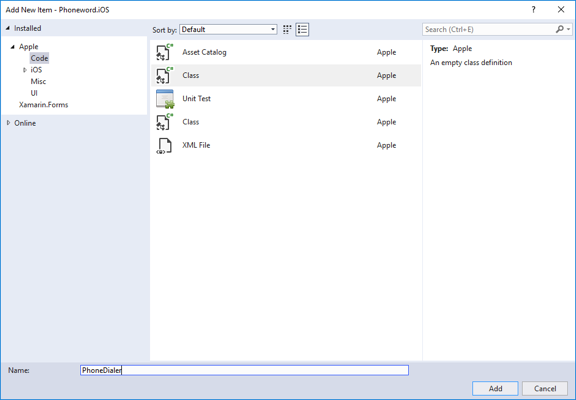 Add New Item - Phoneword.iOS
Installed
Sort by: Default
Search (Ctrl+E)
Apple
Code
iOS
Misc
UI
Xamarin.Forms
Online
Asset Catalog Apple
Class Apple
Unit Test Apple
Class Apple
XML File Apple
Type: Apple
An empty class definition
Name: PhoneDialer
Add Cancel